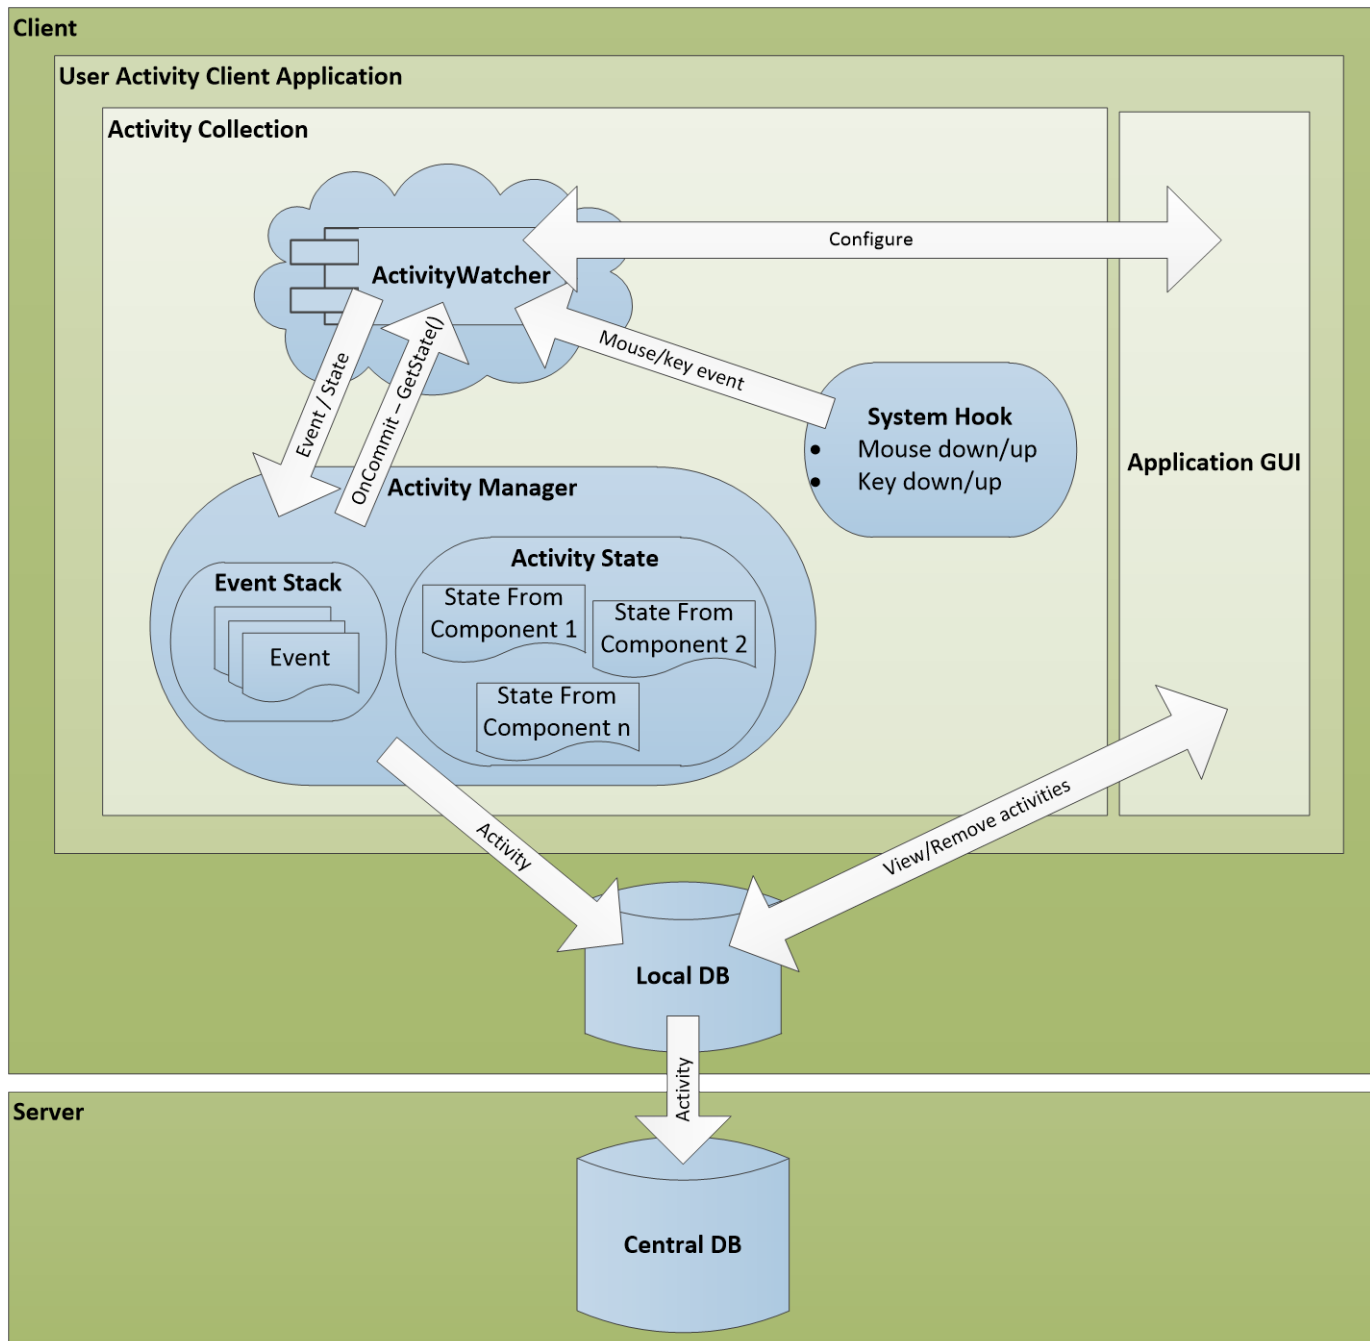 Client
User Activity Client Application
Activity Collection
ActivityWatcher
Configure
Mouse/key event
Event / State
OnCommit – GetState()
System Hook
• Mouse down/up
• Key down/up
Application GUI
Activity Manager
Event Stack
Event
Activity State
State From
Component 1
State From
Component 2
State From
Component n
Activity
View/Remove activities
Local DB
Activity
Server
Central DB